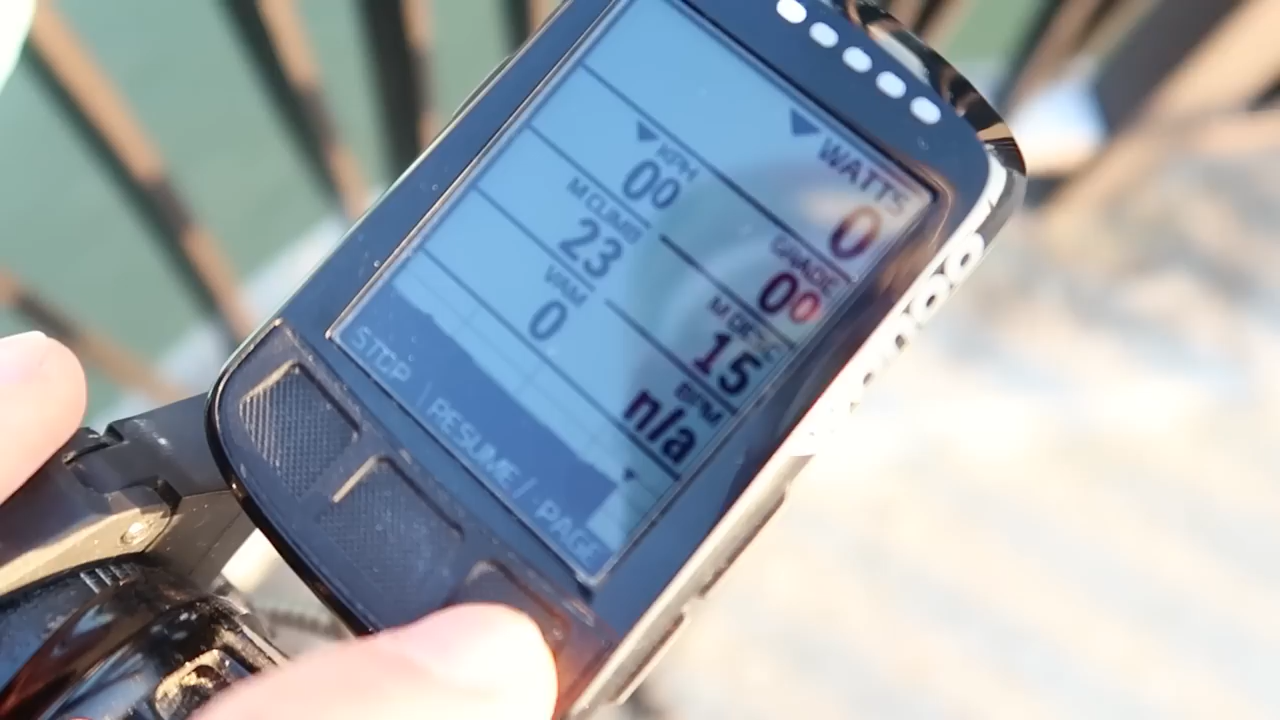 WATTS
0
KPH
0⁰
GRADE
0⁰
M CLIMB
23
M DESC
15
VAM
0
BPM
n/a
STOP | RESUME / PAGE